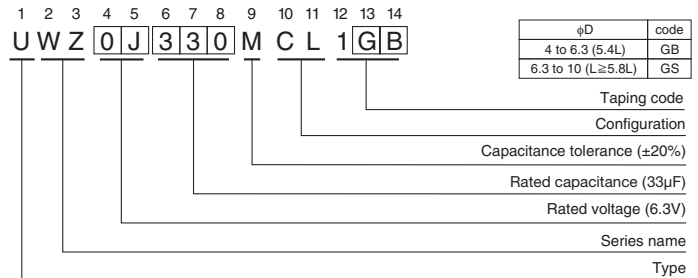 1 2 3 4 5 6 7 8 9 10 11 12 13 14
U W Z 0 J 3 3 0 M C L 1 G B
ϕD code
4 to 6.3 (5.4L) GB
6.3 to 10 (L≧5.8L) GS
Taping code
Configuration
Capacitance tolerance (±20%)
Rated capacitance (33µF)
Rated voltage (6.3V)
Series name
Type